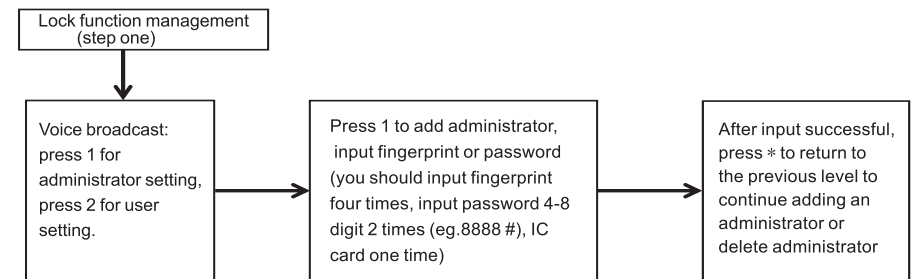 Lock function management
(step one)
Voice broadcast:
press 1 for
administrator setting,
press 2 for user
setting.
Press 1 to add administrator,
input fingerprint or password
(you should input fingerprint
four times, input password 4-8
digit 2 times (eg.8888 #), IC
card one time)
After input successful,
press * to return to
the previous level to
continue adding an
administrator or
delete administrator